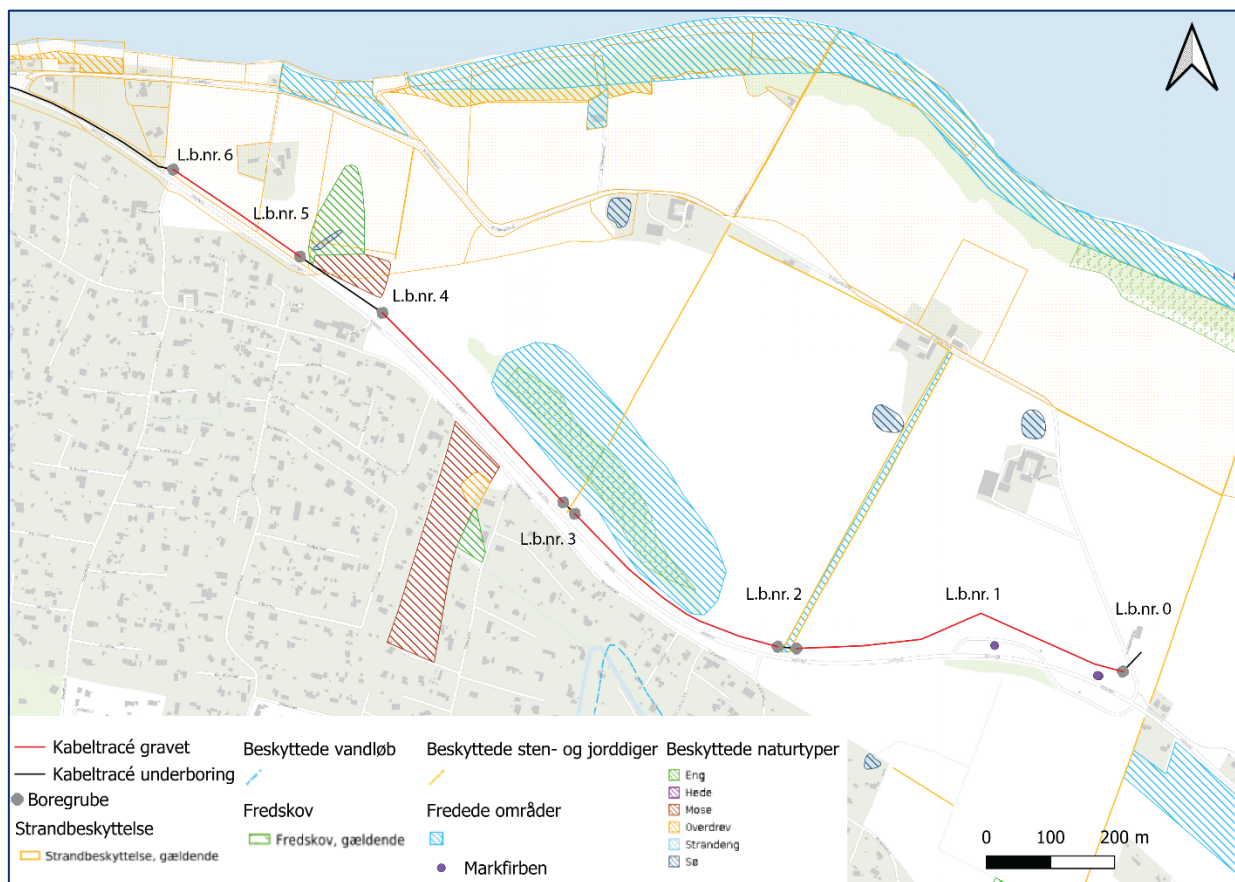 L.b.nr. 6
L.b.nr. 5
L.b.nr. 4
L.b.nr. 3
L.b.nr. 2
L.b.nr. 1
L.b.nr. 0
Kabeltracé gravet
Kabeltracé underboring
Boregrube
Strandbeskyttelse
Strandbeskyttelse, gældende
Beskyttede vandløb
Fredskov
Fredskov, gældende
Beskyttede sten- og jorddiger
Fredede områder
Markfirben
Beskyttede naturtyper
Eng
Hede
Mose
Overdrev
Strandeng
Sø
0 100 200 m